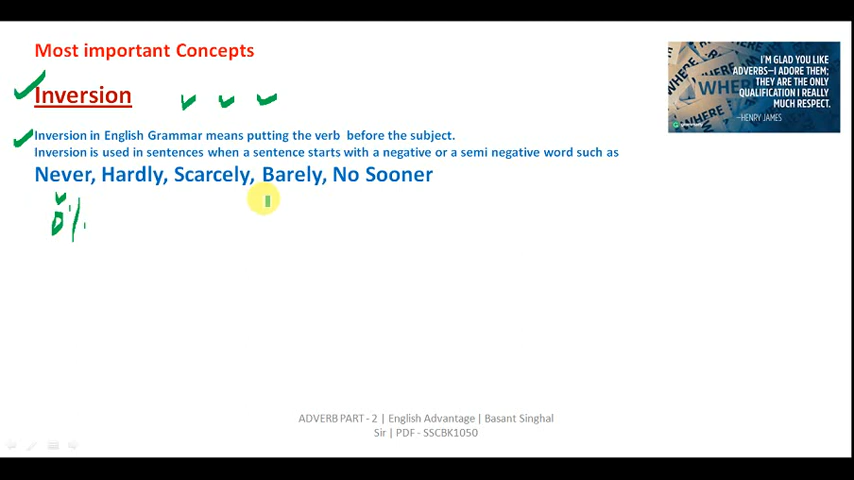 Most important Concepts
Inversion
Inversion in English Grammar means putting the verb before the subject.
Inversion is used in sentences when a sentence starts with a negative or a semi negative word such as
Never, Hardly, Scarcely, Barely, No Sooner
0%
I'M GLAD YOU LIKE
ADVERBS—I ADORE THEM;
THEY ARE THE ONLY
QUALIFICATION I REALLY
MUCH RESPECT.
—HENRY JAMES
WHERE
ADVERB PART - 2 | English Advantage | Basant Singhal
Sir | PDF - SSCBK1050